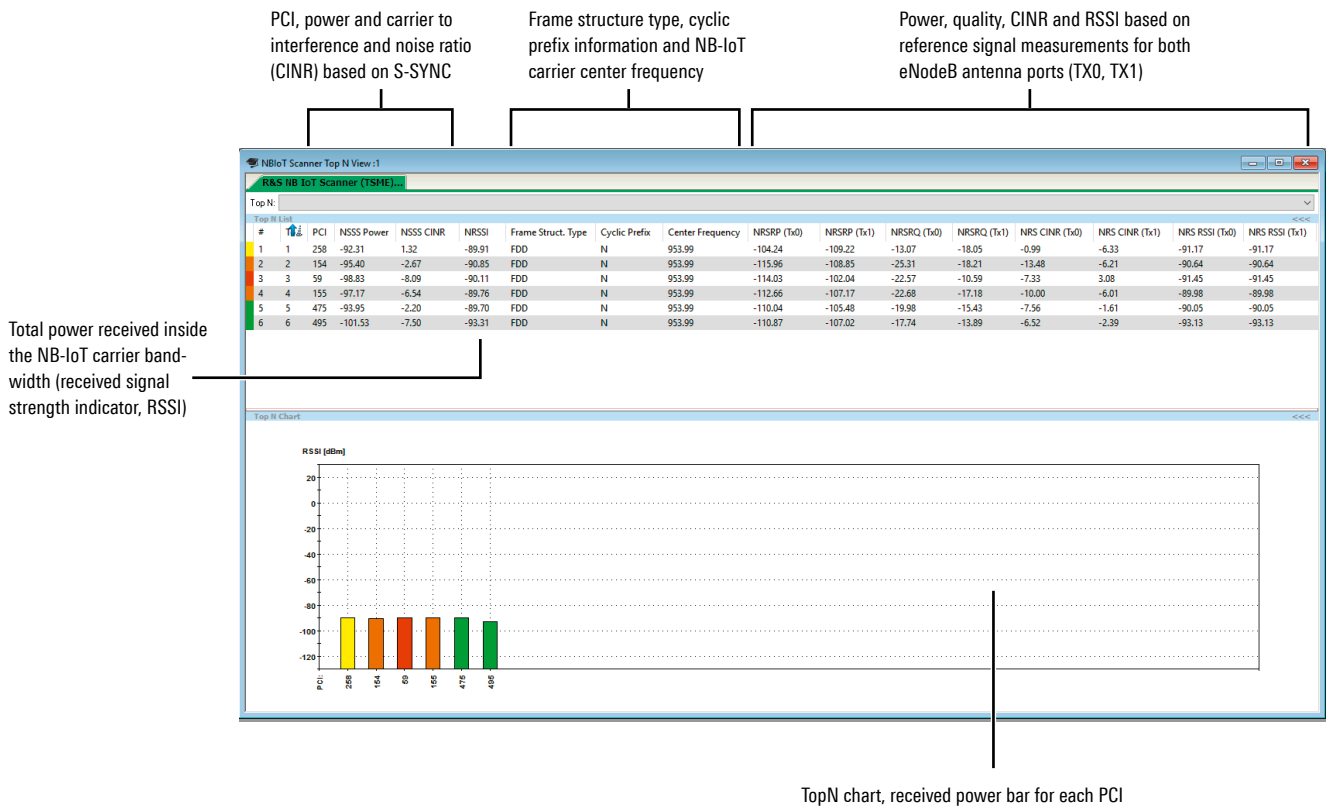 PCI, power and carrier to
interference and noise ratio
(CINR) based on S-SYNC
Frame structure type, cyclic
prefix information and NB-IoT
carrier center frequency
Power, quality, CINR and RSSI based on
reference signal measurements for both
eNodeB antenna ports (TX0, TX1)
NBIoT Scanner Top N View :1
R&S NB IoT Scanner (TSME)...
Top N:
Top N List <<<
# PCI NSSS Power NSSS CINR NRSSI Frame Struct. Type Cyclic Prefix Center Frequency NRSRP (Tx0) NRSRP (Tx1) NRSRQ (Tx0) NRSRQ (Tx1) NRS CINR (Tx0) NRS CINR (Tx1) NRS RSSI (Tx0) NRS RSSI (Tx1)
1 1 258 -92.31 1.32 -89.91 FDD N 953.99 -104.24 -109.22 -13.07 -18.05 -0.99 -6.33 -91.17 -91.17
2 2 154 -95.40 -2.67 -90.85 FDD N 953.99 -115.96 -108.85 -25.31 -18.21 -13.48 -6.21 -90.64 -90.64
3 3 59 -98.83 -8.09 -90.11 FDD N 953.99 -114.03 -102.04 -22.57 -10.59 -7.33 3.08 -91.45 -91.45
4 4 155 -97.17 -6.54 -89.76 FDD N 953.99 -112.66 -107.17 -22.68 -17.18 -10.00 -6.01 -89.98 -89.98
5 5 475 -93.95 -2.20 -89.70 FDD N 953.99 -110.04 -105.48 -19.98 -15.43 -7.56 -1.61 -90.05 -90.05
6 6 495 -101.53 -7.50 -93.31 FDD N 953.99 -110.87 -107.02 -17.74 -13.89 -6.52 -2.39 -93.13 -93.13
Total power received inside
the NB-IoT carrier band-
width (received signal
strength indicator, RSSI)
Top N Chart <<<
RSSI [dBm]
20
0
-20
-40
-60
-80
-100
-120
PCI: 258 154 59 155 475 495
TopN chart, received power bar for each PCI